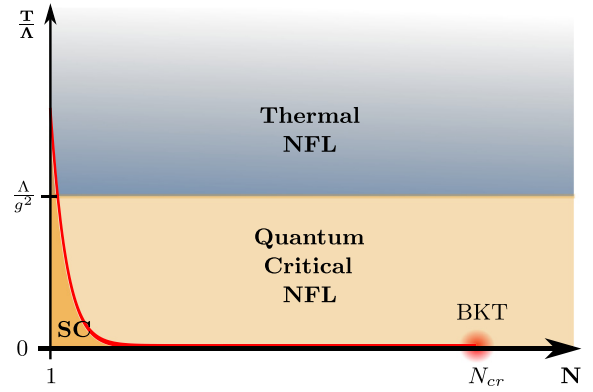 T/Λ
Thermal
NFL
Λ/g²
Quantum
Critical
NFL
BKT
SC
0
1
N_cr
N